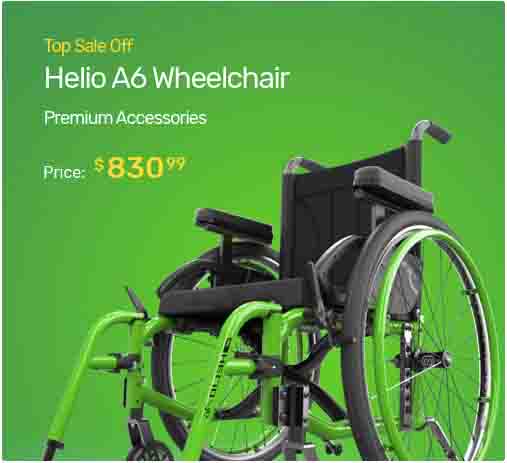 Top Sale Off
Helio A6 Wheelchair
Premium Accessories
Price: $830.99